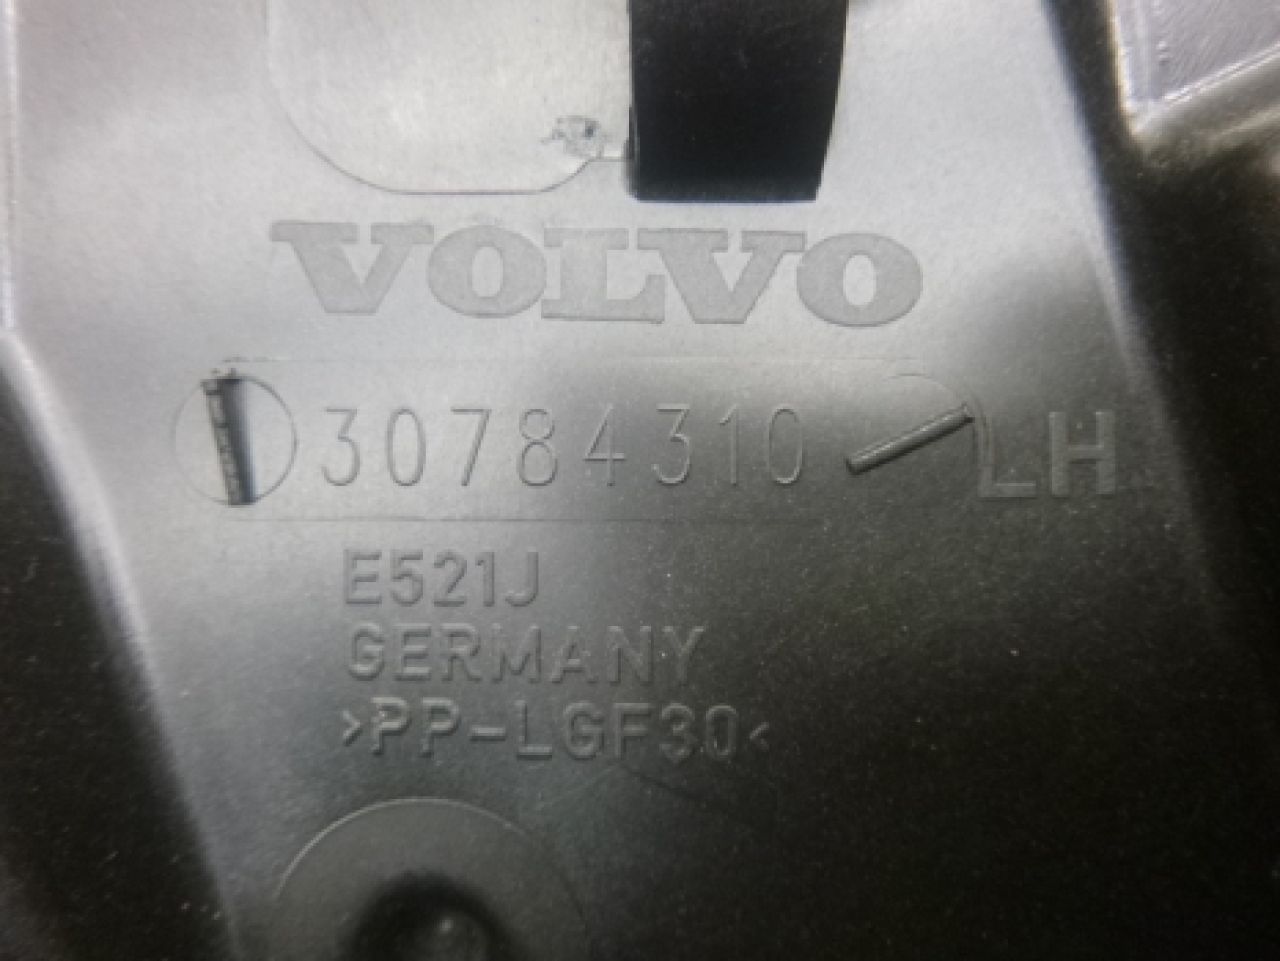 VOLVO
30784310 LH
E521J
GERMANY
>PP-LGF30<